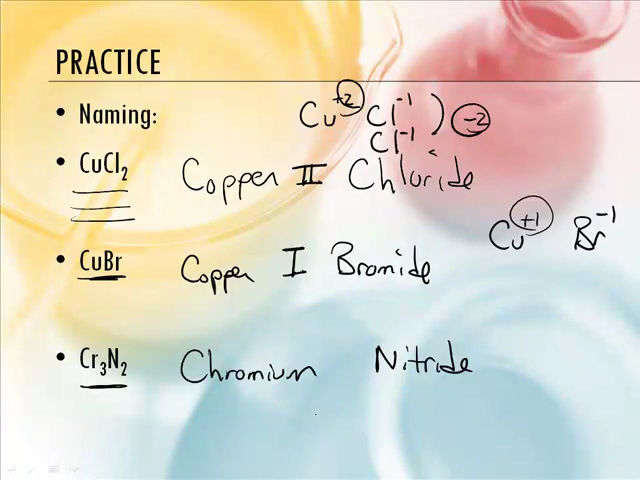 PRACTICE
• Naming:
Cu⁺² Cl⁻¹ ) -2
Cl⁻¹
• CuCl₂ Copper II Chloride
Cu⁺¹ Br⁻¹
• CuBr Copper I Bromide
• Cr₃N₂ Chromium Nitride